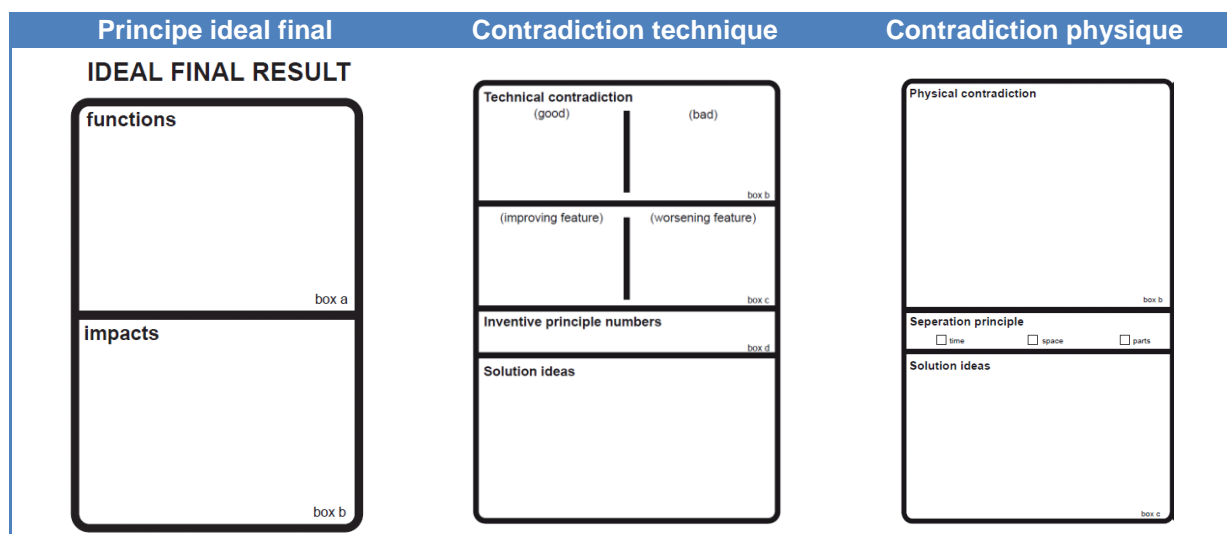 Principe ideal final
Contradiction technique
Contradiction physique
IDEAL FINAL RESULT
functions
box a
impacts
box b
Technical contradiction
(good)
(bad)
box b
(improving feature)
(worsening feature)
box c
Inventive principle numbers
box d
Solution ideas
Physical contradiction
box b
Seperation principle
time
space
parts
Solution ideas
box c